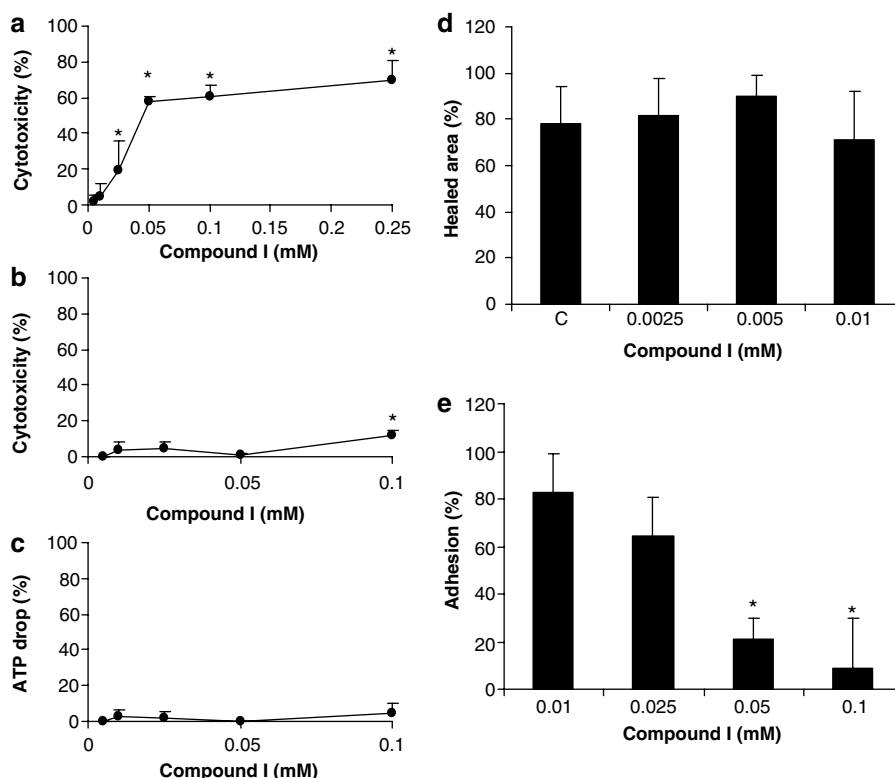 a
100
80
60
40
20
0
Cytotoxicity (%)
* * * *
0 0.05 0.1 0.15 0.2 0.25
Compound I (mM)
b
100
80
60
40
20
0
Cytotoxicity (%)
*
0 0.05 0.1
Compound I (mM)
c
100
80
60
40
20
0
ATP drop (%)
0 0.05 0.1
Compound I (mM)
d
120
100
80
60
40
20
0
Healed area (%)
C 0.0025 0.005 0.01
Compound I (mM)
e
120
100
80
60
40
20
0
Adhesion (%)
* *
0.01 0.025 0.05 0.1
Compound I (mM)